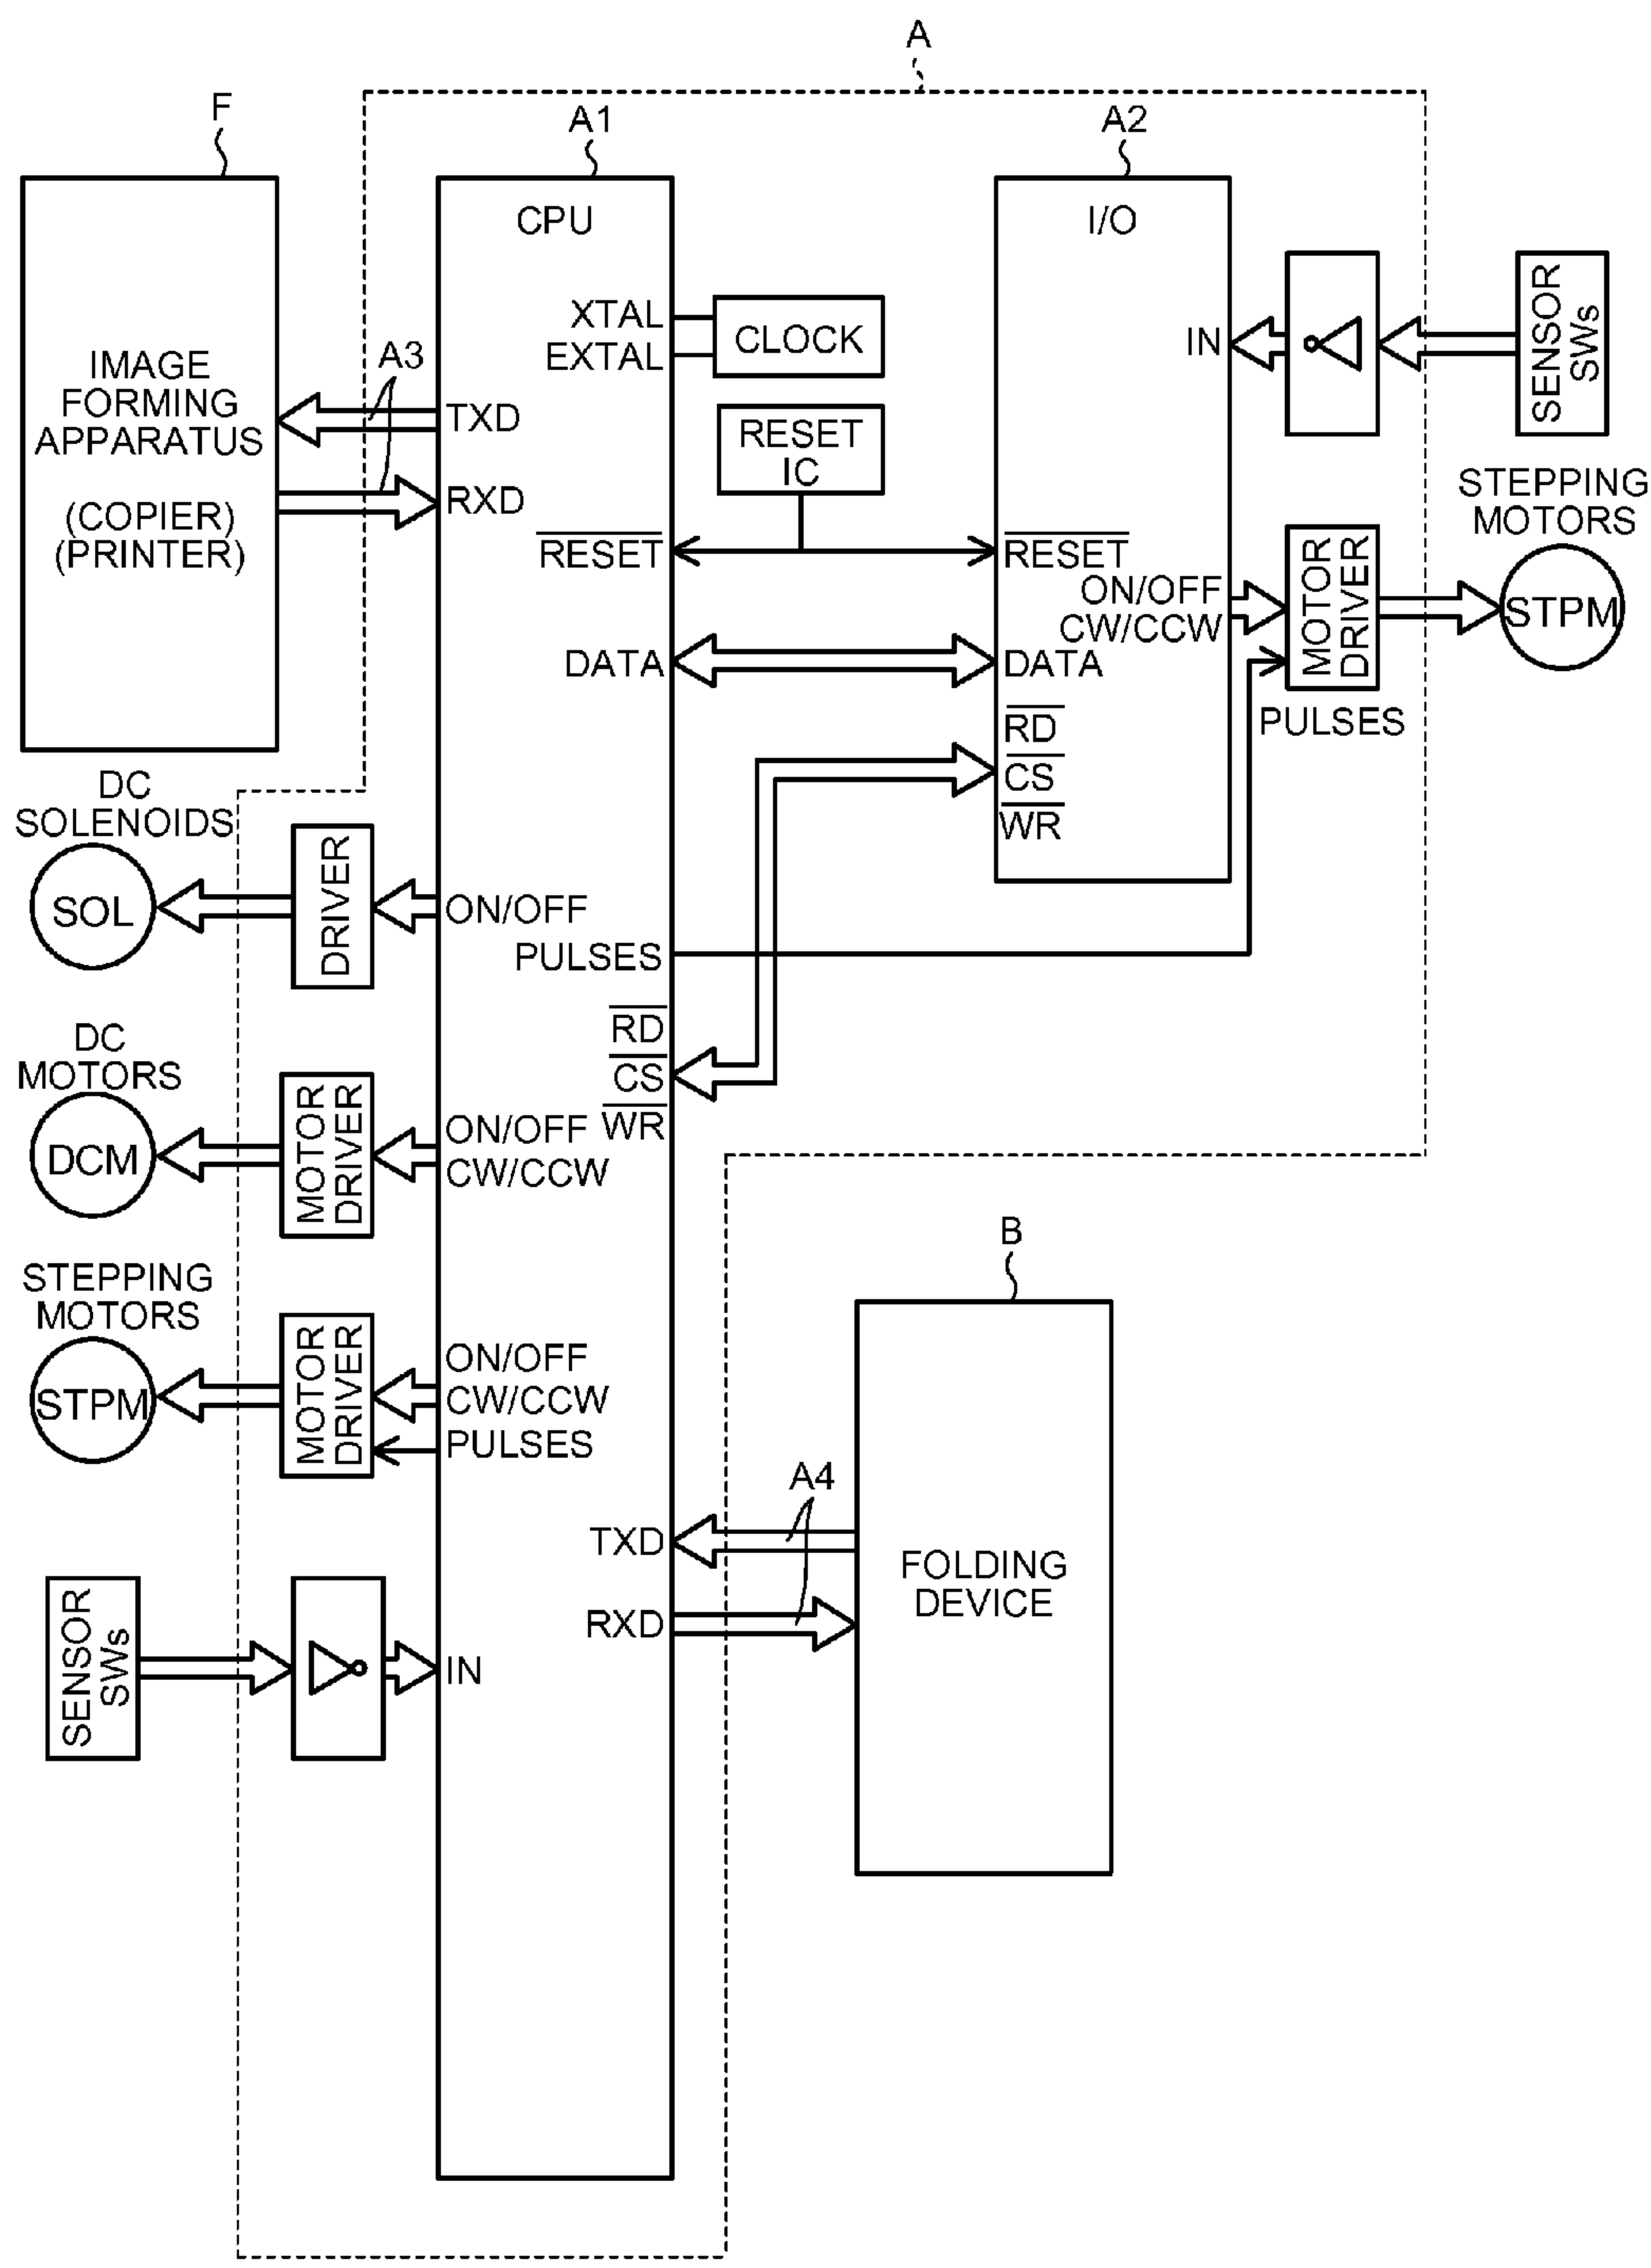 A
F
A1
A2
CPU
I/O
XTAL
EXTAL
CLOCK
IN
SENSOR
SWs
IMAGE
FORMING
APPARATUS
(COPIER)
(PRINTER)
A3
TXD
RXD
RESET
IC
RESET
RESET
STEPPING
MOTORS
ON/OFF
CW/CCW
MOTOR
DRIVER
STPM
DATA
DATA
PULSES
RD
CS
WR
DC
SOLENOIDS
SOL
DRIVER
ON/OFF
PULSES
RD
CS
WR
DC
MOTORS
DCM
MOTOR
DRIVER
ON/OFF
CW/CCW
B
STEPPING
MOTORS
STPM
MOTOR
DRIVER
ON/OFF
CW/CCW
PULSES
A4
TXD
RXD
FOLDING
DEVICE
SENSOR
SWs
IN